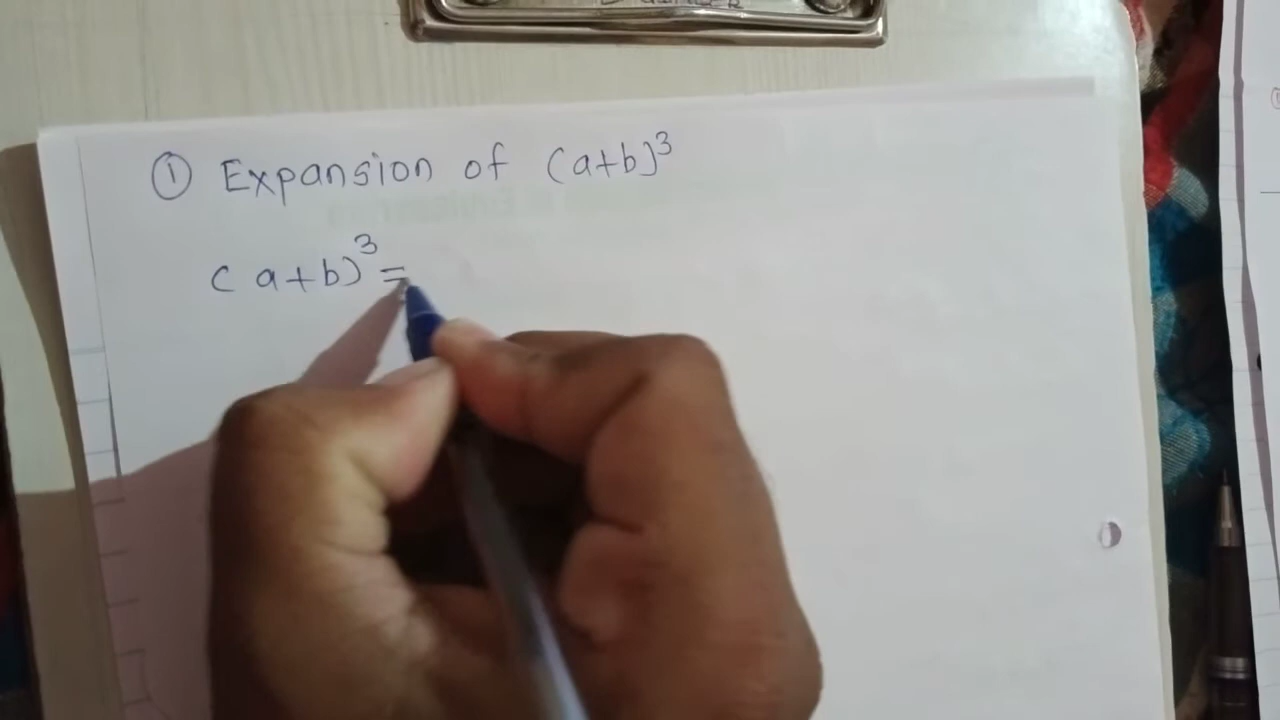 ① Expansion of (a+b)³
(a+b)³ =